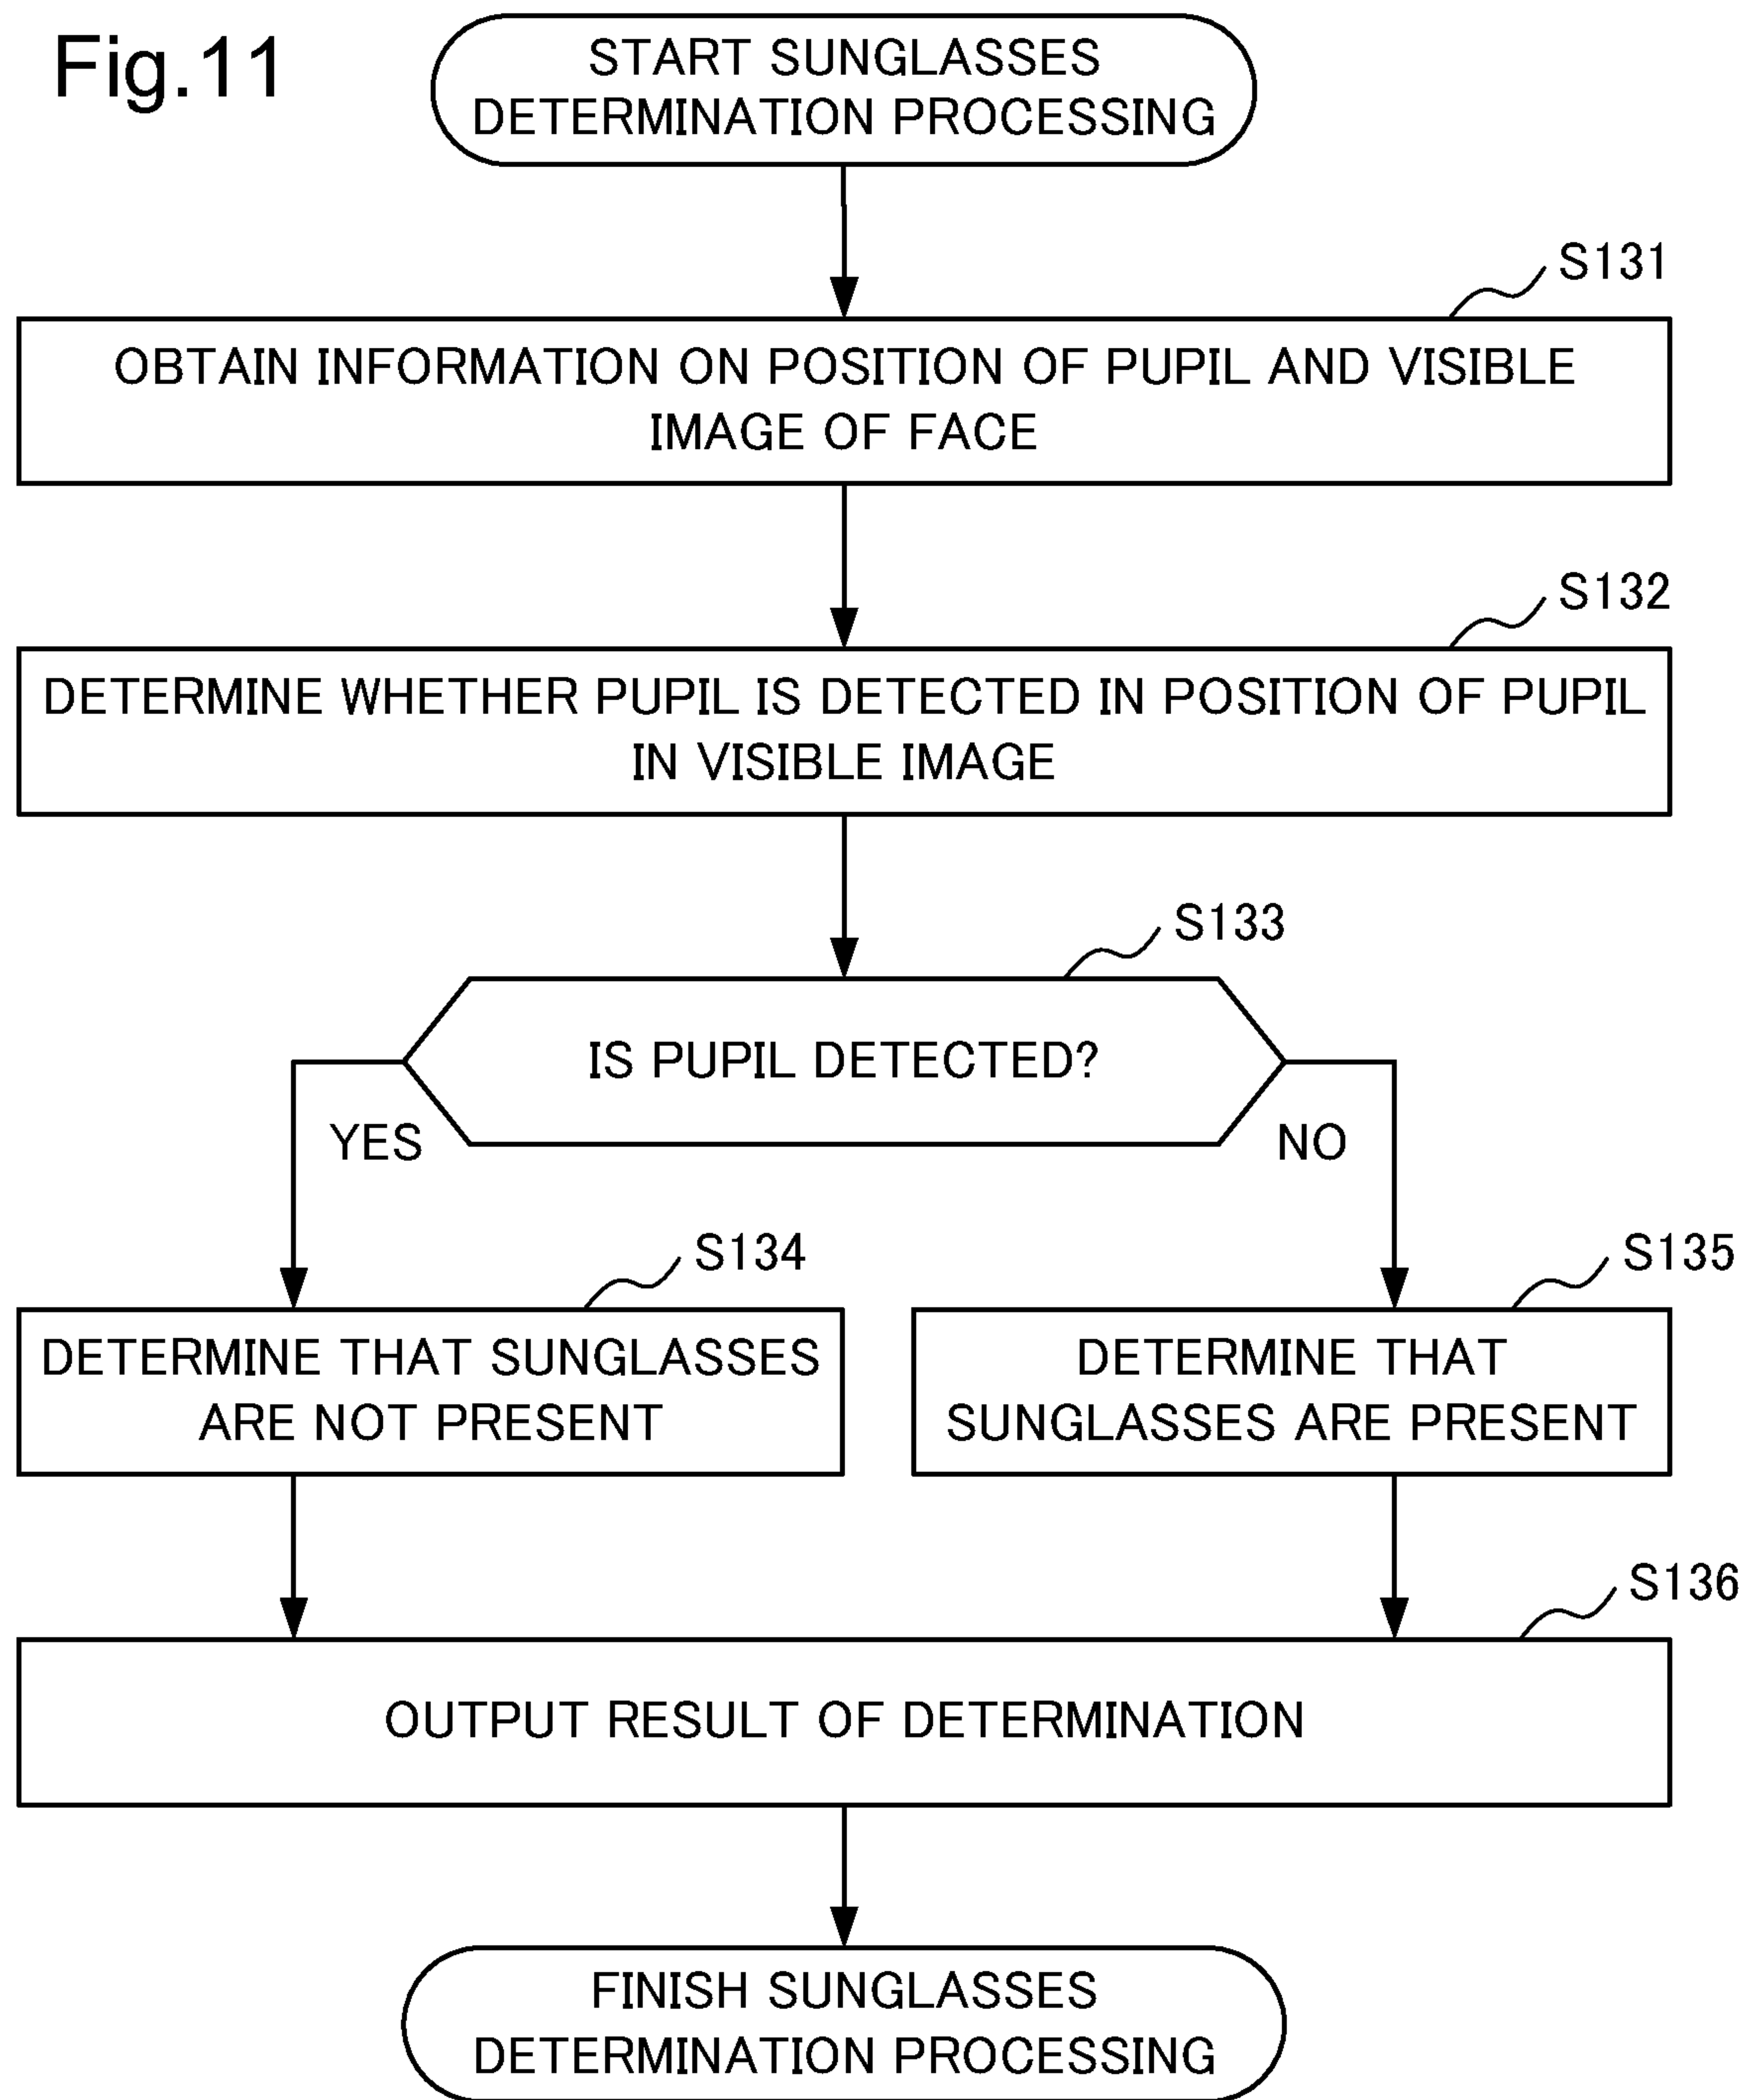 Fig.11
START SUNGLASSES
DETERMINATION PROCESSING
S131
OBTAIN INFORMATION ON POSITION OF PUPIL AND VISIBLE
IMAGE OF FACE
S132
DETERMINE WHETHER PUPIL IS DETECTED IN POSITION OF PUPIL
IN VISIBLE IMAGE
S133
IS PUPIL DETECTED?
YES
NO
S134
DETERMINE THAT SUNGLASSES
ARE NOT PRESENT
S135
DETERMINE THAT
SUNGLASSES ARE PRESENT
S136
OUTPUT RESULT OF DETERMINATION
FINISH SUNGLASSES
DETERMINATION PROCESSING